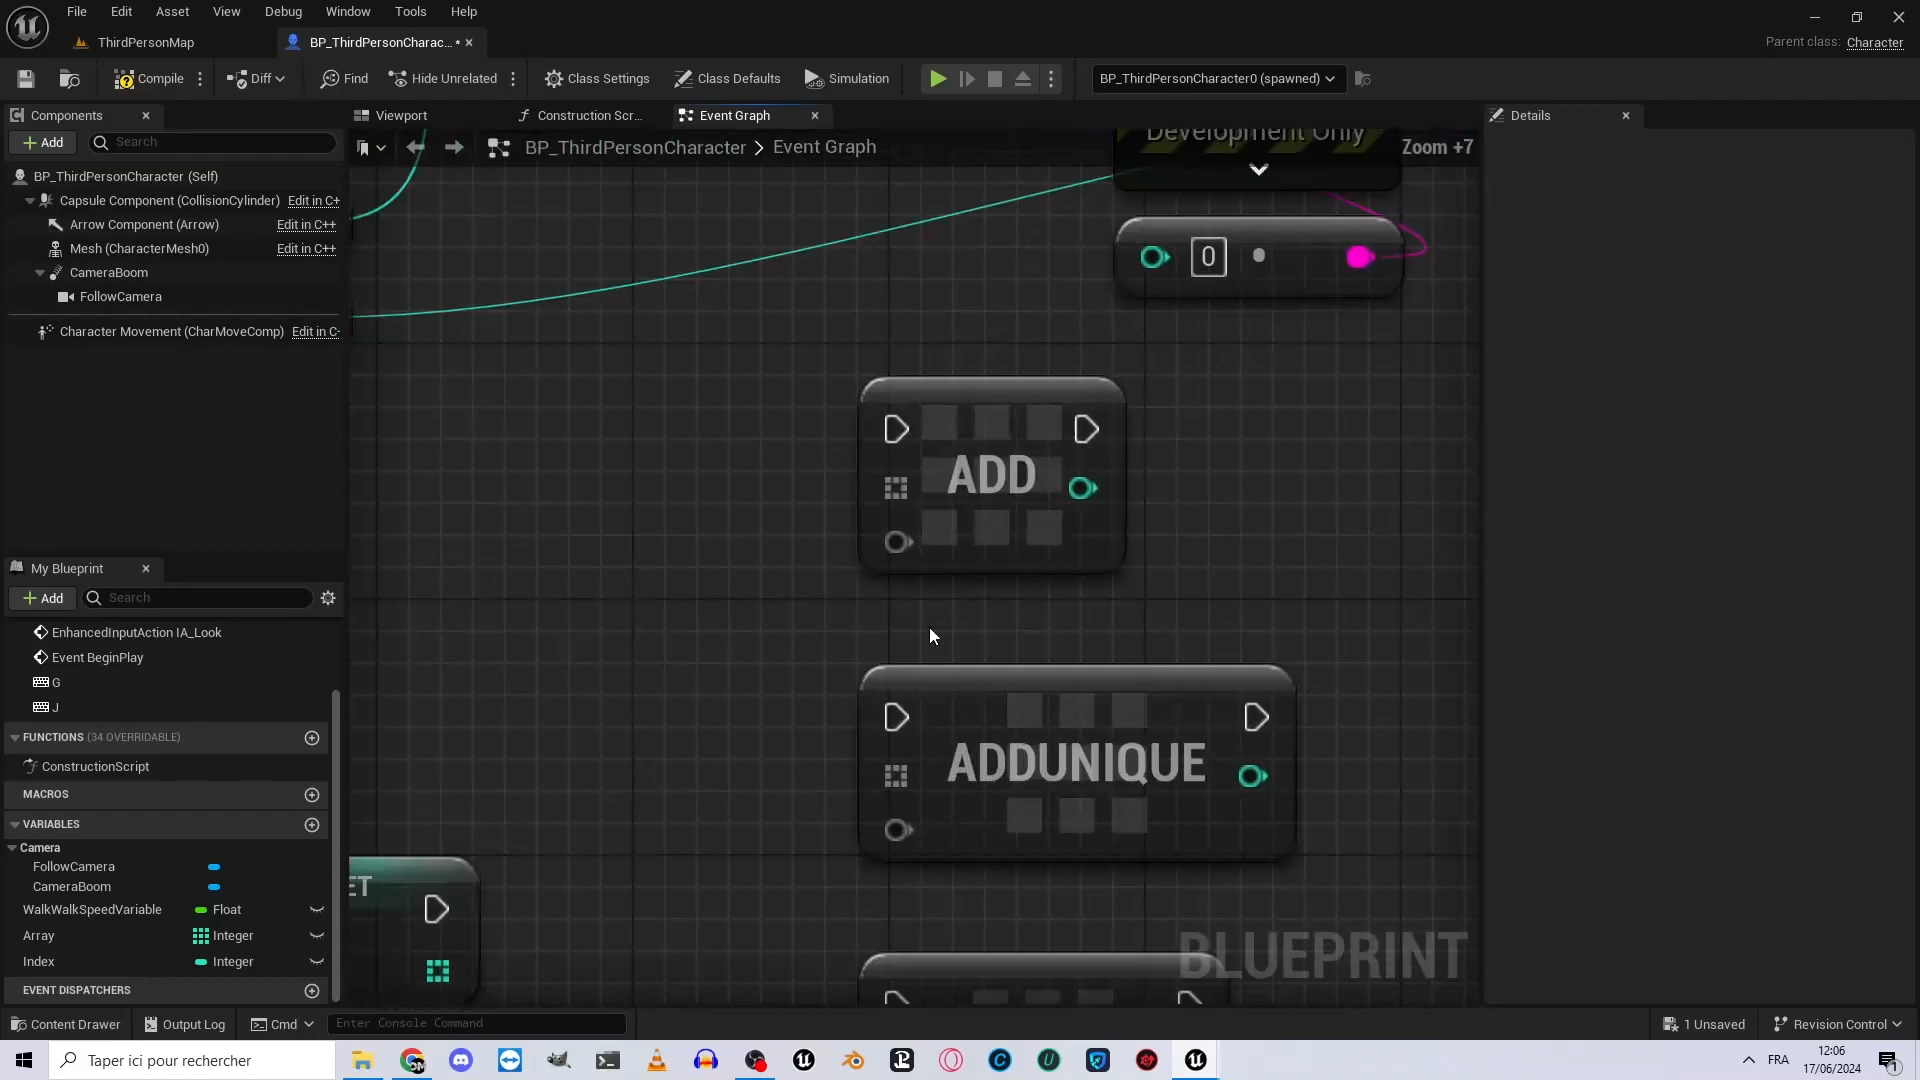 File Edit Asset View Debug Window Tools Help
ThirdPersonMap BP_ThirdPersonCharac... •
Parent class: Character
Compile Diff Find Hide Unrelated Class Settings Class Defaults Simulation BP_ThirdPersonCharacter0 (spawned)
Components Viewport Construction Scr... Event Graph Details
Add Search
BP_ThirdPersonCharacter > Event Graph Zoom +7
Development Only
BP_ThirdPersonCharacter (Self)
Capsule Component (CollisionCylinder) Edit in C+
Arrow Component (Arrow) Edit in C++
Mesh (CharacterMesh0) Edit in C++
CameraBoom
FollowCamera
Character Movement (CharMoveComp) Edit in C-
0
ADD
ADDUNIQUE
ET
BLUEPRINT
My Blueprint
Add Search
EnhancedInputAction IA_Look
Event BeginPlay
G
J
FUNCTIONS (34 OVERRIDABLE)
ConstructionScript
MACROS
VARIABLES
Camera
FollowCamera
CameraBoom
WalkWalkSpeedVariable Float
Array Integer
Index Integer
EVENT DISPATCHERS
Content Drawer Output Log Cmd Enter Console Command 1 Unsaved Revision Control
Taper ici pour rechercher
FRA
12:06
17/06/2024
1